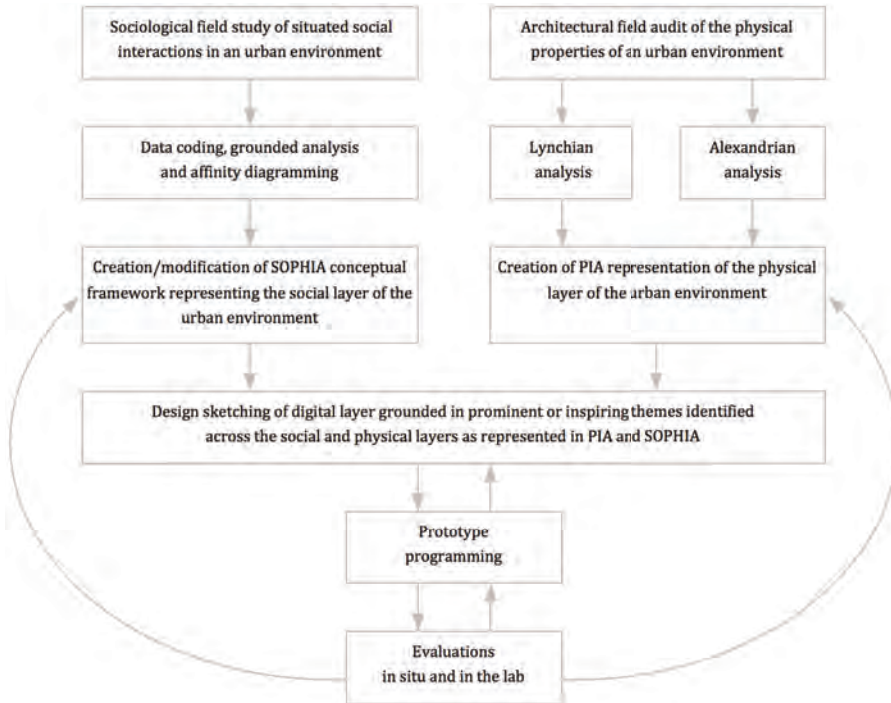 Sociological field study of situated social
interactions in an urban environment
Architectural field audit of the physical
properties of an urban environment
Data coding, grounded analysis
and affinity diagramming
Lynchian
analysis
Alexandrian
analysis
Creation/modification of SOPHIA conceptual
framework representing the social layer of the
urban environment
Creation of PIA representation of the physical
layer of the urban environment
Design sketching of digital layer grounded in prominent or inspiring themes identified
across the social and physical layers as represented in PIA and SOPHIA
Prototype
programming
Evaluations
in situ and in the lab